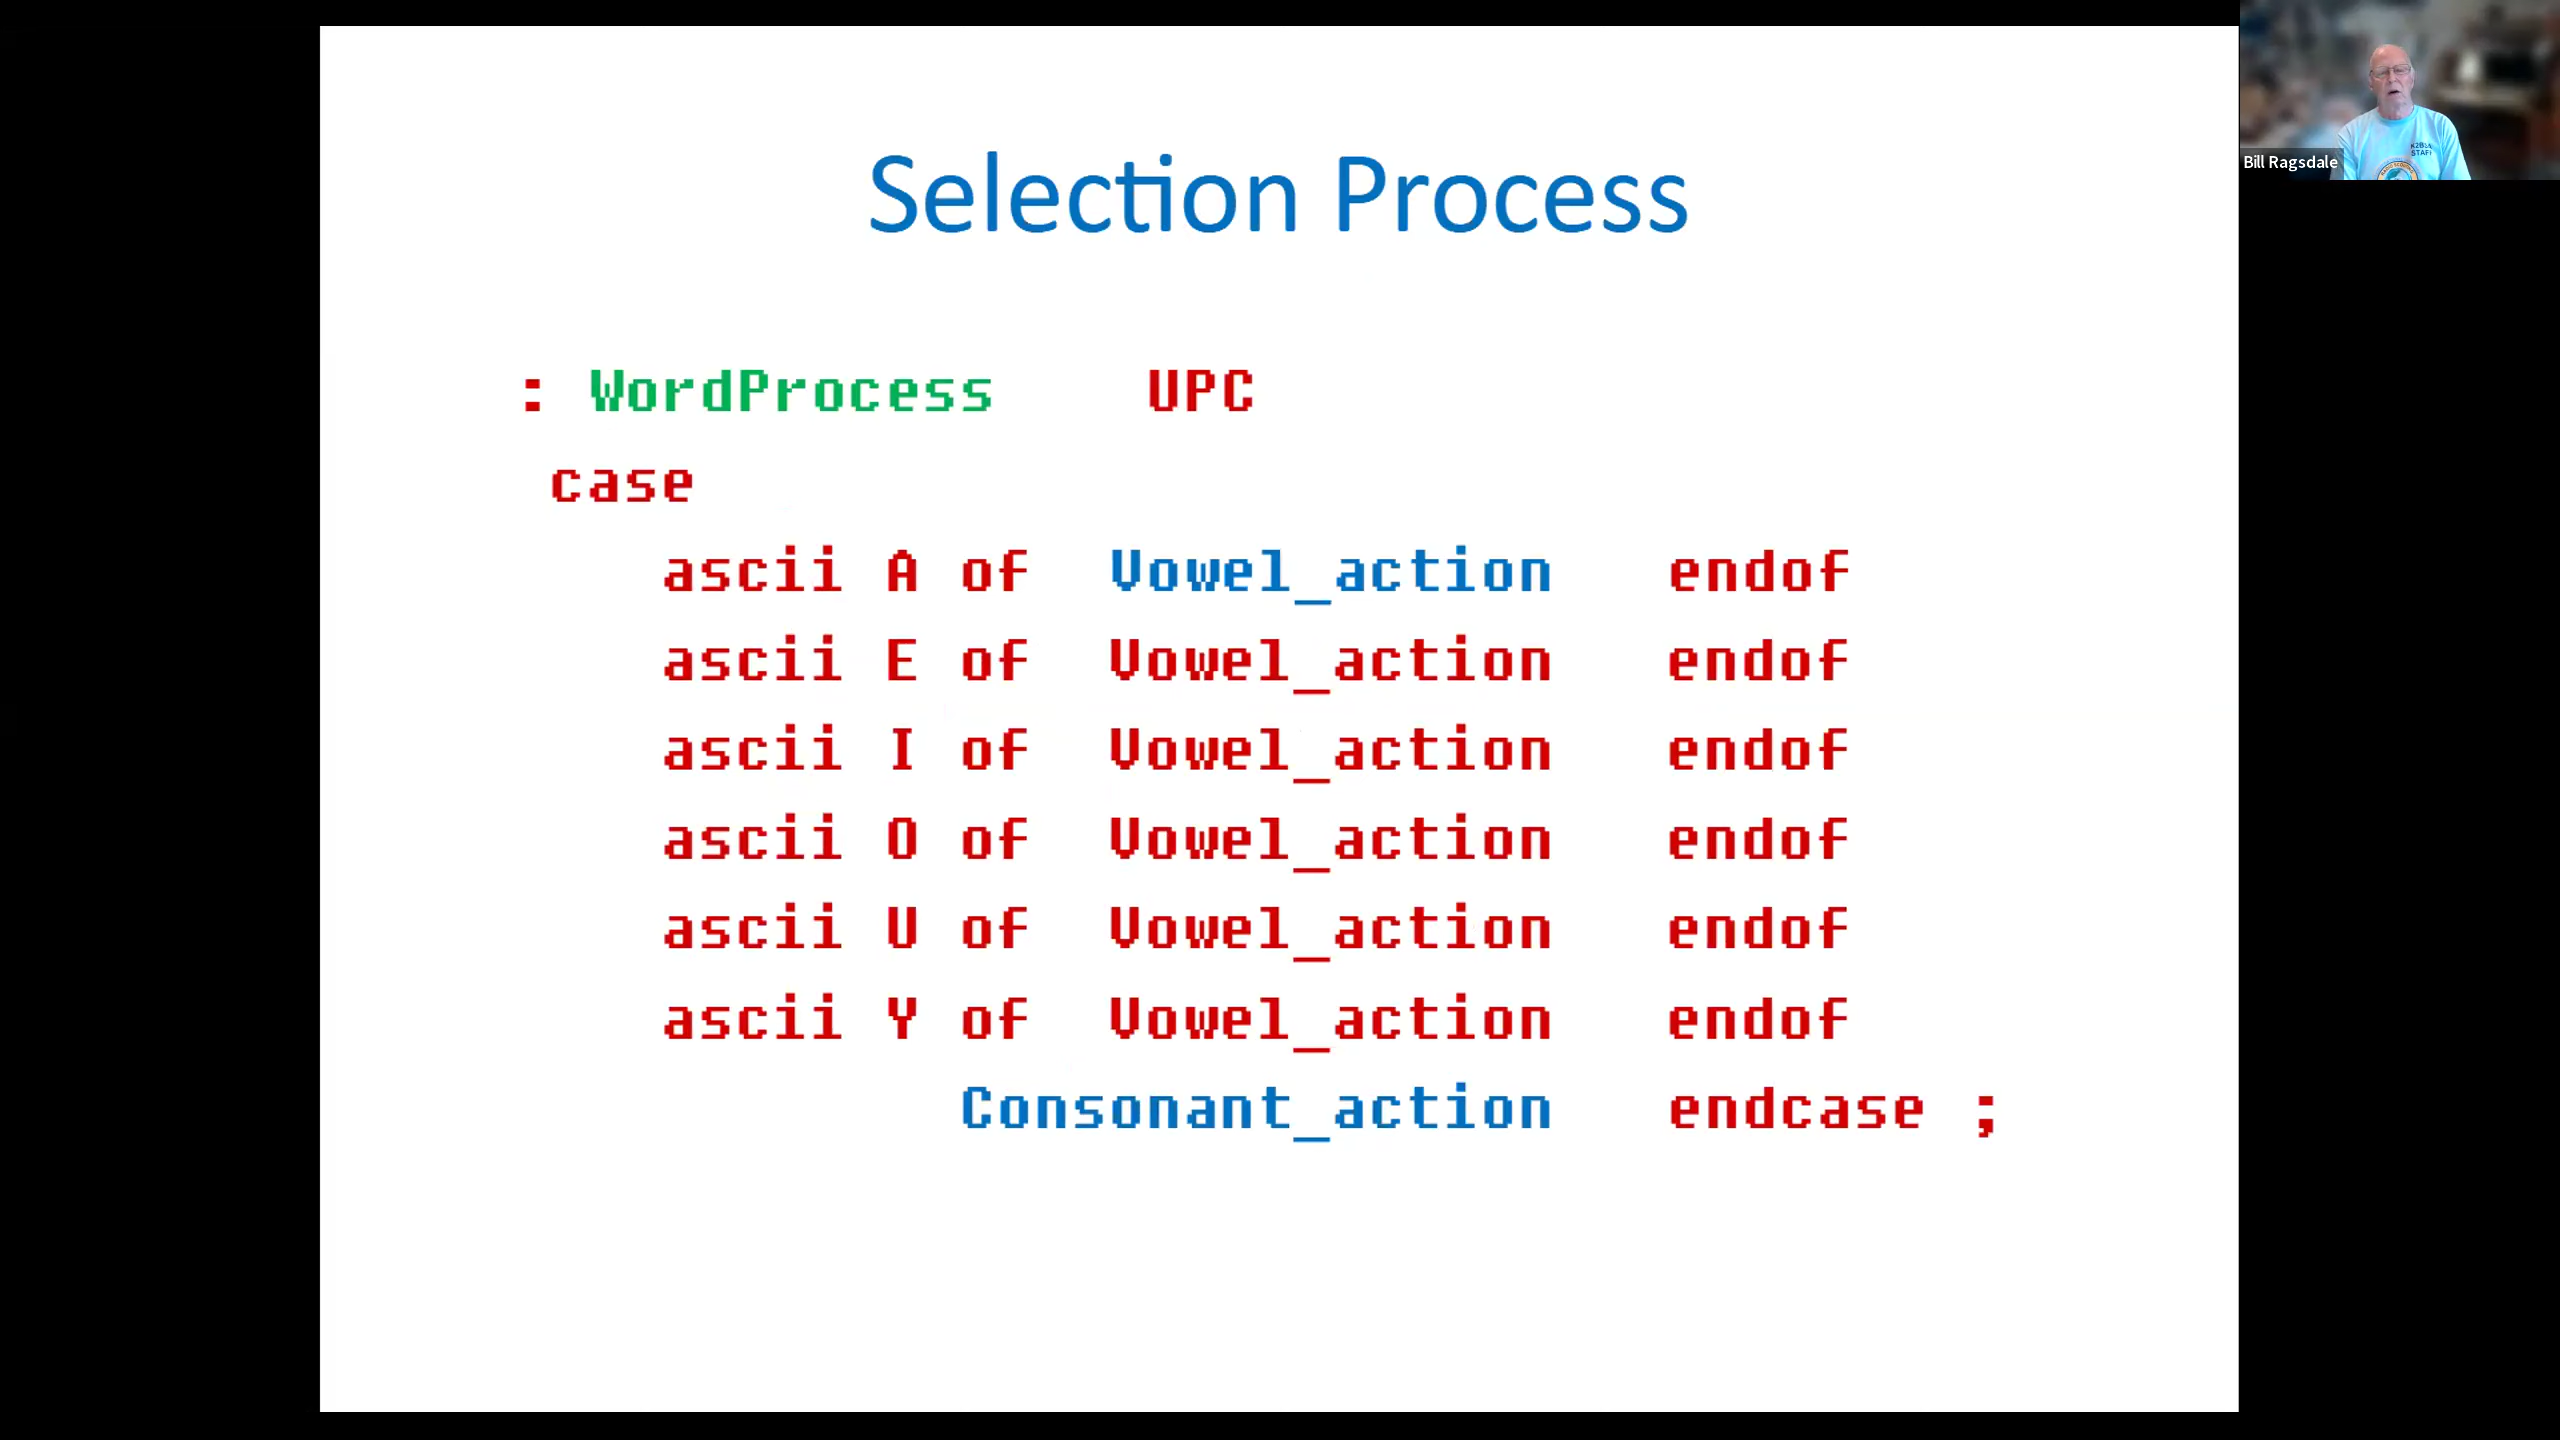 Selection Process
: WordProcess UPC
case
ascii A of Vowel_action endof
ascii E of Vowel_action endof
ascii I of Vowel_action endof
ascii O of Vowel_action endof
ascii U of Vowel_action endof
ascii Y of Vowel_action endof
Consonant_action endcase ;
Bill Ragsdale
STAFF